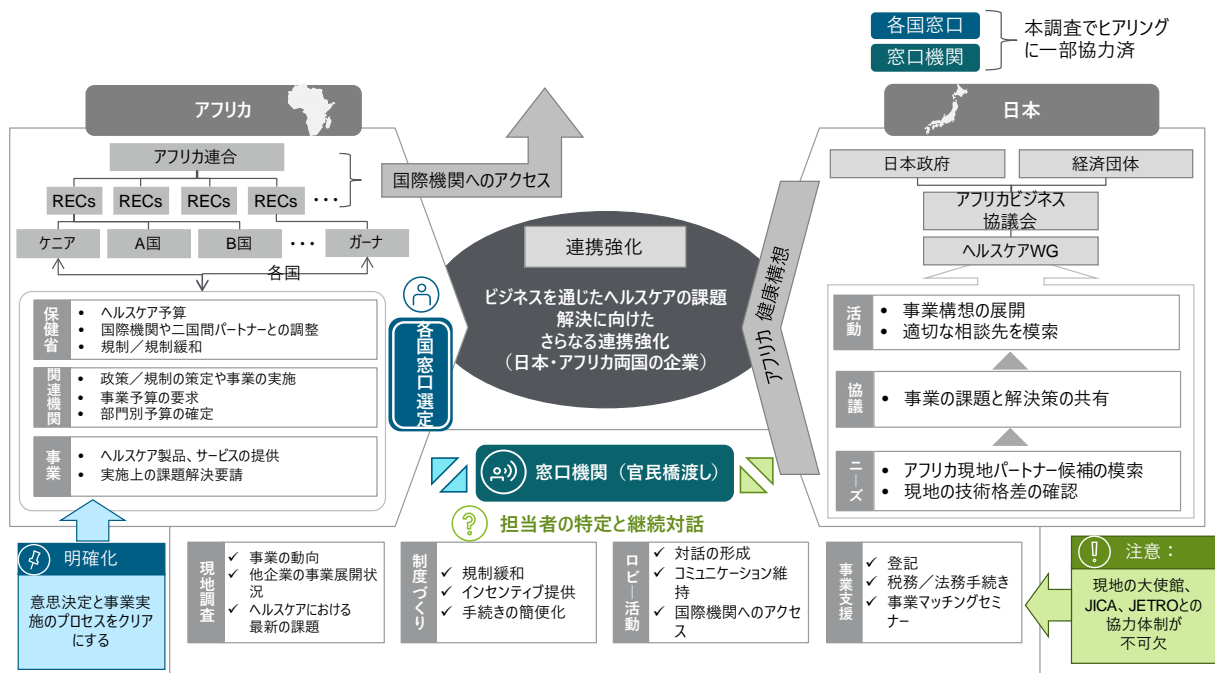 各国窓口
窓口機関
本調査でヒアリング
に一部協力済
アフリカ
アフリカ連合
RECs
RECs
RECs
RECs
・・・
ケニア
A国
B国
・・・
ガーナ
各国
保健省
• ヘルスケア予算
• 国際機関や二国間パートナーとの調整
• 規制／規制緩和
関連機関
• 政策／規制の策定や事業の実施
• 事業予算の要求
• 部門別予算の確定
事業
• ヘルスケア製品、サービスの提供
• 実施上の課題解決要請
国際機関へのアクセス
各国窓口選定
連携強化
ビジネスを通じたヘルスケアの課題
解決に向けた
さらなる連携強化
（日本・アフリカ両国の企業）
アフリカ 健康構想
日本
日本政府
経済団体
アフリカビジネス
協議会
ヘルスケアWG
活動
• 事業構想の展開
• 適切な相談先を模索
協議
• 事業の課題と解決策の共有
ニーズ
• アフリカ現地パートナー候補の模索
• 現地の技術格差の確認
窓口機関（官民橋渡し）
担当者の特定と継続対話
明確化
意思決定と事業実
施のプロセスをクリア
にする
現地調査
✓ 事業の動向
✓ 他企業の事業展開状
況
✓ ヘルスケアにおける
最新の課題
制度づくり
✓ 規制緩和
✓ インセンティブ提供
✓ 手続きの簡便化
ロビー活動
✓ 対話の形成
✓ コミュニケーション維
持
✓ 国際機関へのアクセ
ス
事業支援
✓ 登記
✓ 税務／法務手続き
✓ 事業マッチングセミ
ナー
注意：
現地の大使館、
JICA、JETROとの
協力体制が
不可欠